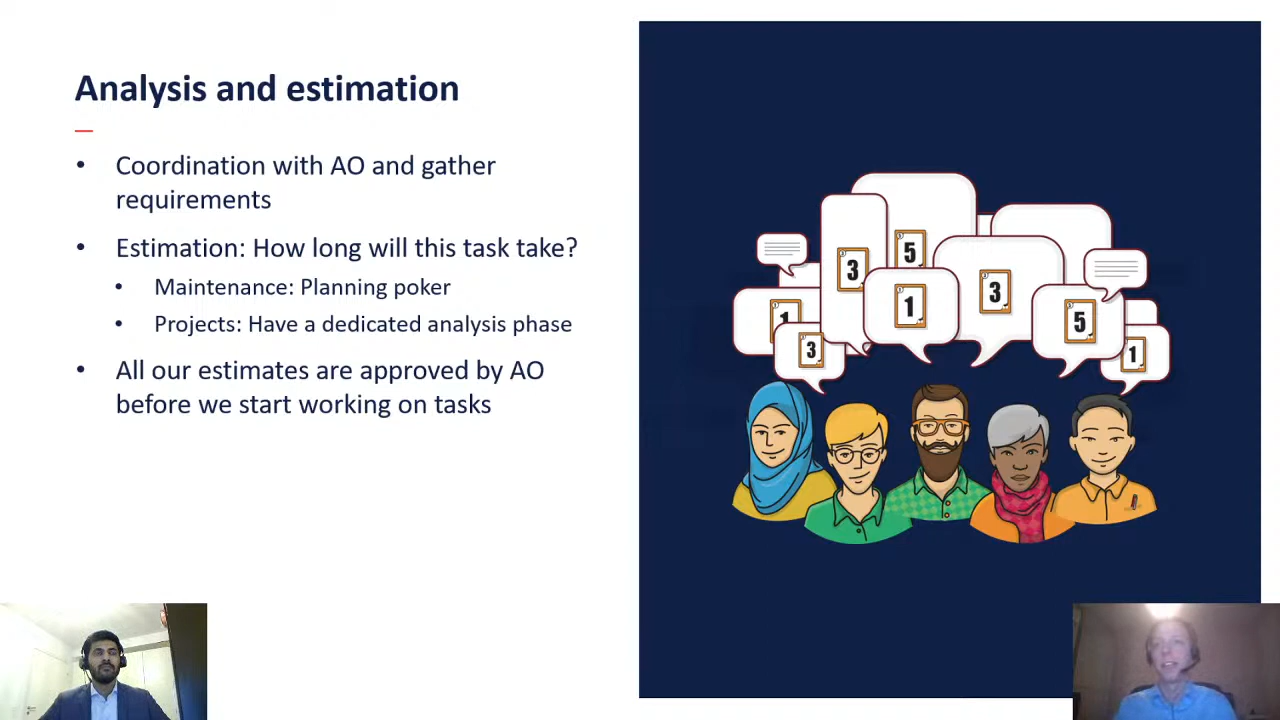 Analysis and estimation
• Coordination with AO and gather
requirements
• Estimation: How long will this task take?
• Maintenance: Planning poker
• Projects: Have a dedicated analysis phase
• All our estimates are approved by AO
before we start working on tasks
5
3
3
1
1
5
3
1